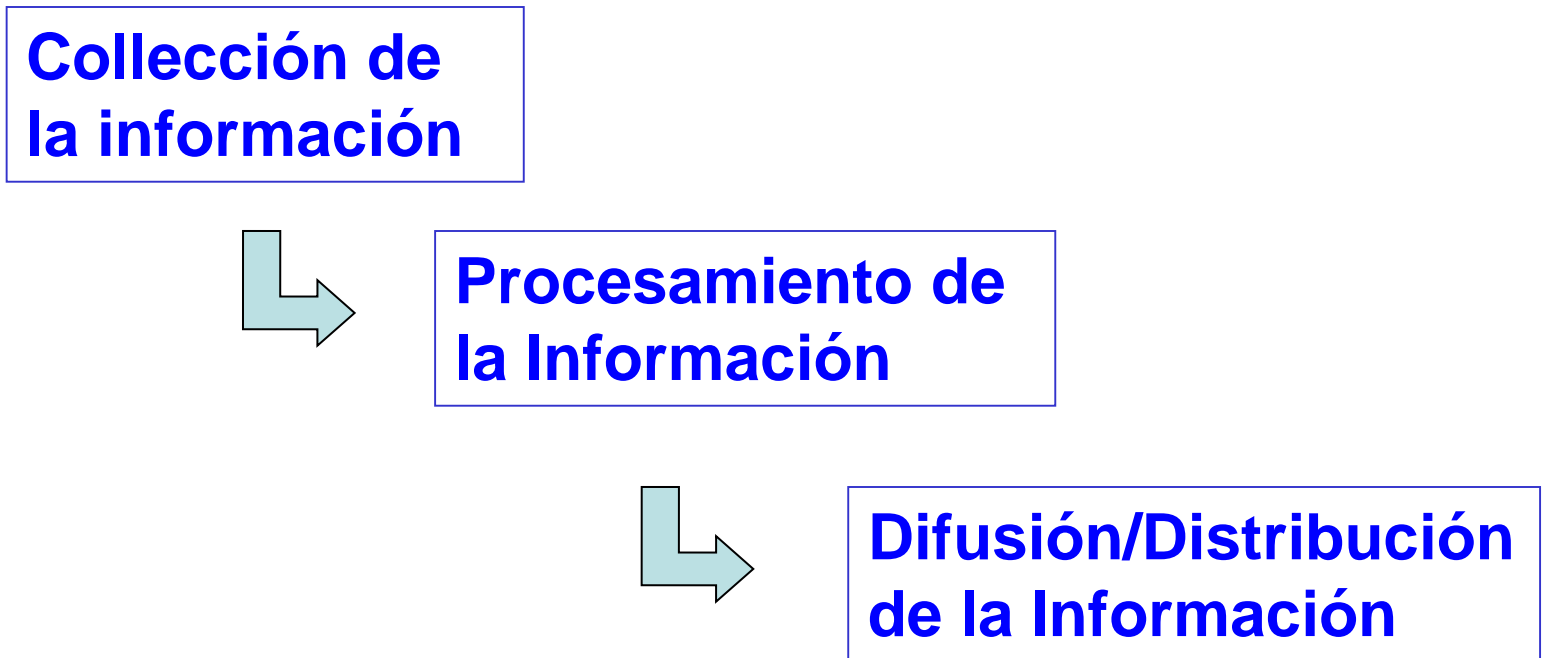 Collección de
la información
Procesamiento de
la Información
Difusión/Distribución
de la Información